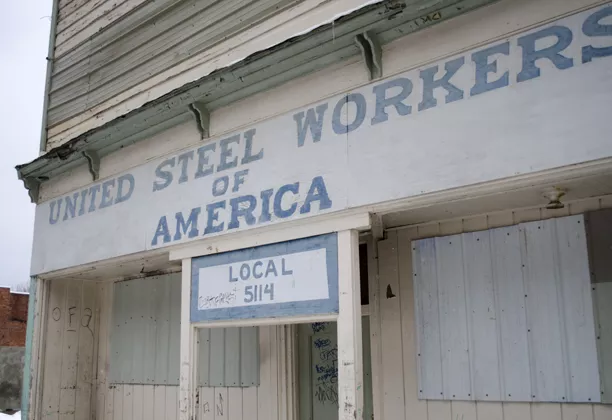 UNITED STEEL WORKERS
OF
AMERICA
LOCAL
5114